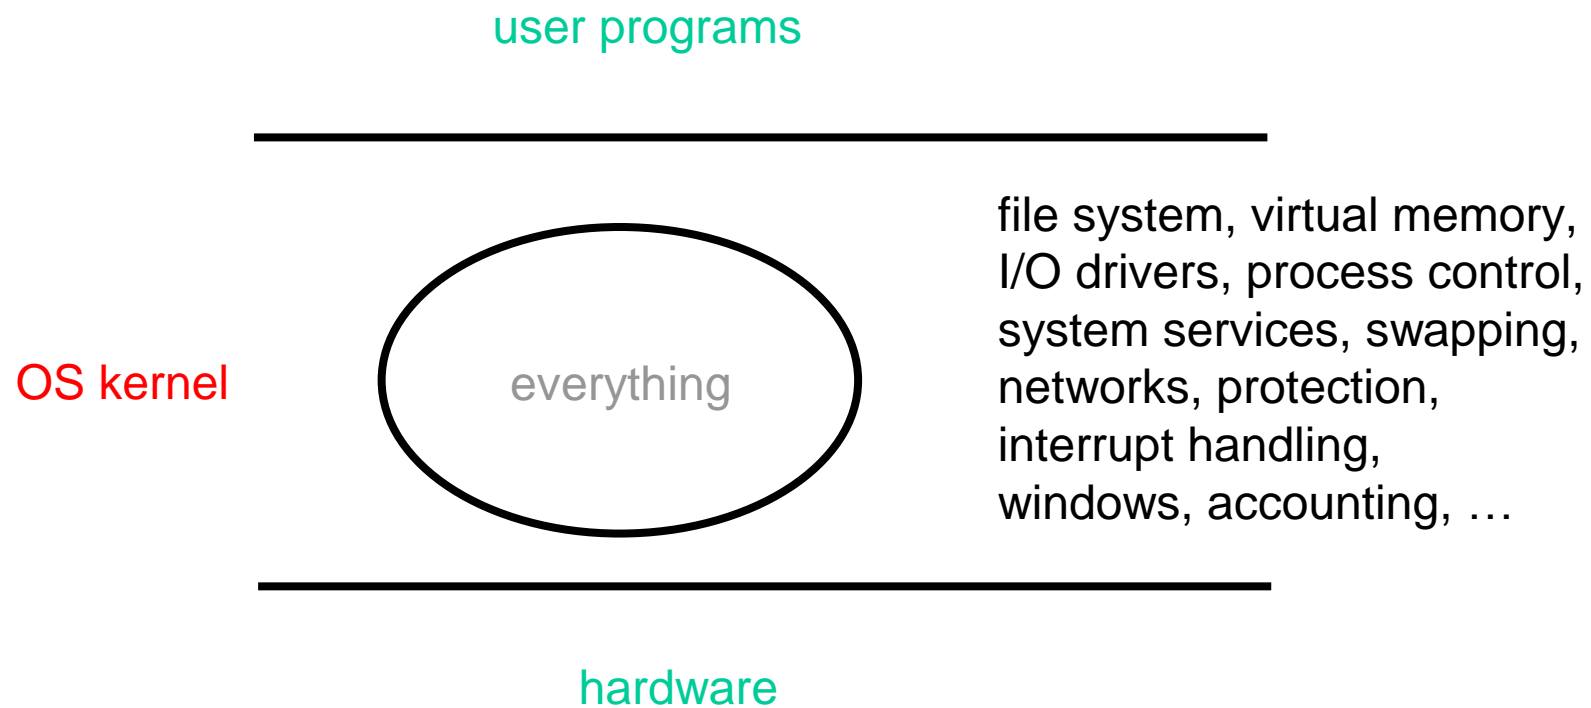 user programs
file system, virtual memory,
I/O drivers, process control,
system services, swapping,
OS kernel
everything
networks, protection,
interrupt handling,
windows, accounting, …
hardware